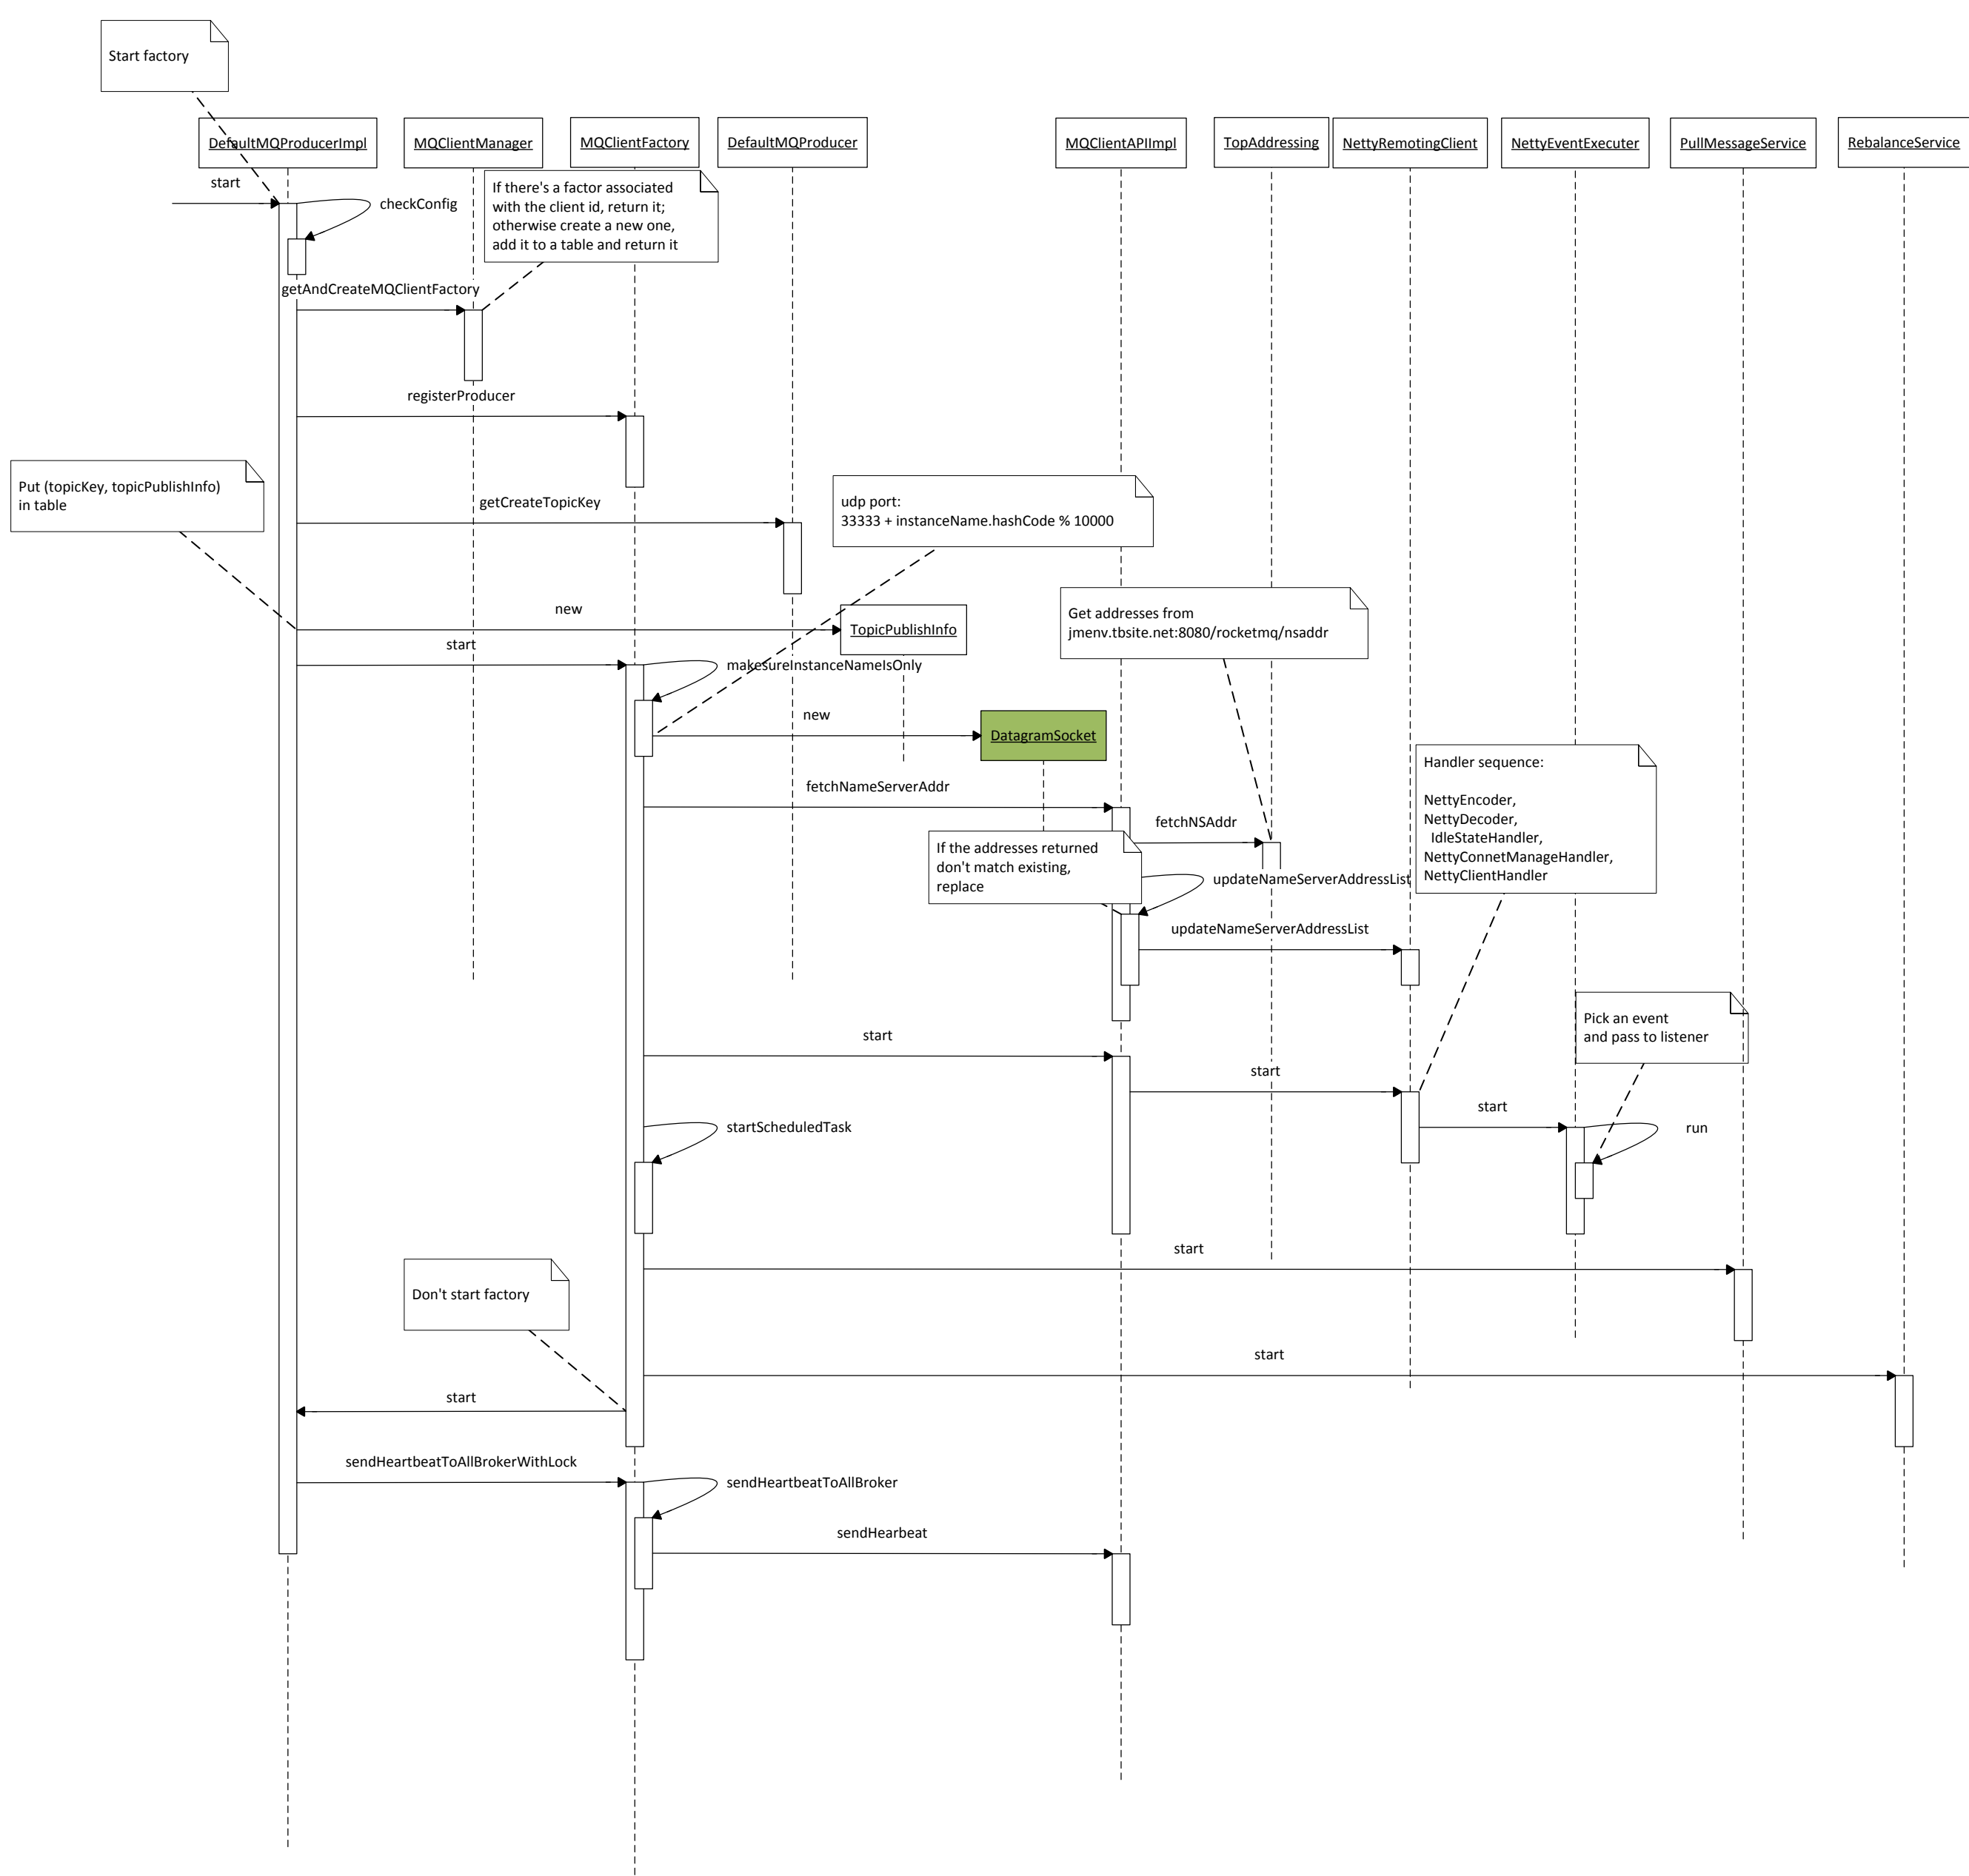 Start factory
DefaultMQProducerImpl
MQClientManager
MQClientFactory
DefaultMQProducer
MQClientAPIImpl
TopAddressing
NettyRemotingClient
NettyEventExecuter
PullMessageService
RebalanceService
start
checkConfig
If there's a factor associated
with the client id, return it;
otherwise create a new one,
add it to a table and return it
getAndCreateMQClientFactory
registerProducer
Put (topicKey, topicPublishInfo)
in table
getCreateTopicKey
udp port:
33333 + instanceName.hashCode % 10000
new
TopicPublishInfo
Get addresses from
jmenv.tbsite.net:8080/rocketmq/nsaddr
start
makesureInstanceNameIsOnly
new
DatagramSocket
Handler sequence:
NettyEncoder,
NettyDecoder,
IdleStateHandler,
NettyConnetManageHandler,
NettyClientHandler
fetchNameServerAddr
fetchNSAddr
If the addresses returned
don't match existing,
replace
updateNameServerAddressList
updateNameServerAddressList
Pick an event
and pass to listener
start
start
start
startScheduledTask
run
start
Don't start factory
start
start
sendHeartbeatToAllBrokerWithLock
sendHeartbeatToAllBroker
sendHearbeat